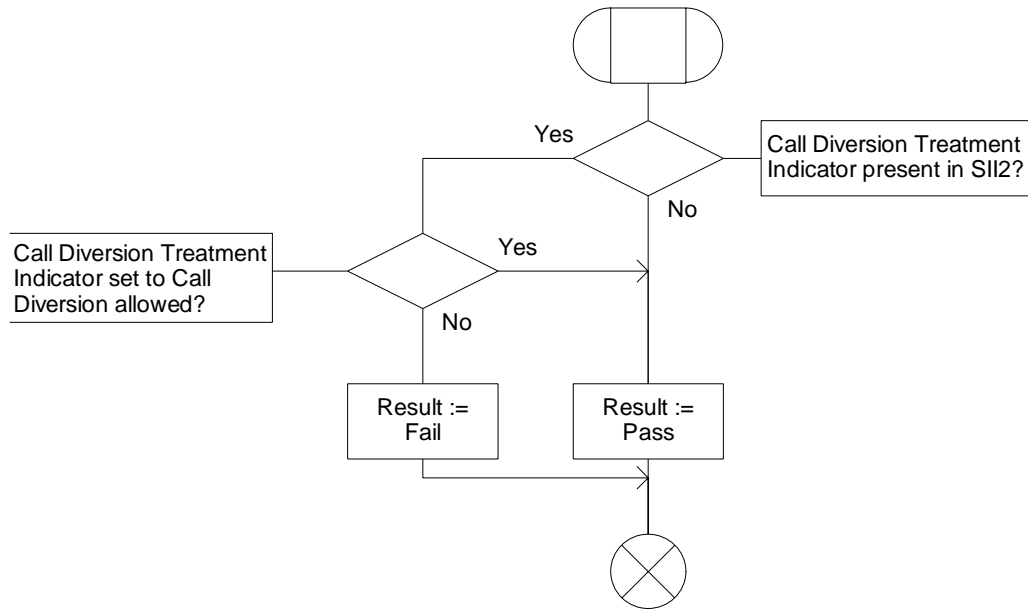 Yes
Call Diversion Treatment
Indicator present in SII2?
No
Call Diversion Treatment
Indicator set to Call
Diversion allowed?
Yes
No
Result :=
Fail
Result :=
Pass